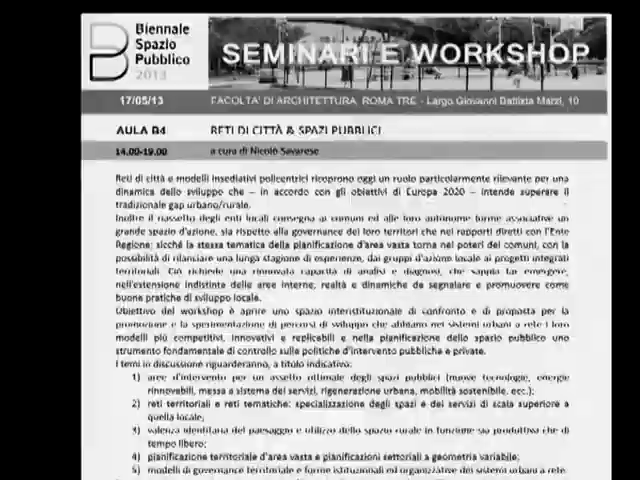 Biennale
Spazio
Pubblico
2013
SEMINARI E WORKSHOP
17/05/13 FACOLTA' DI ARCHITETTURA ROMA TRE - Largo Giovanni Battista Marzi, 10
AULA B4 RETI DI CITTÀ & SPAZI PUBBLICI
14.00-19.00 a cura di Nicolò Savarese
Reti di città e modelli insediativi policentrici ricoprono oggi un ruolo particolarmente rilevante per una
dinamica dello sviluppo che – in accordo con gli obiettivi di Europa 2020 – intende superare il
tradizionale gap urbano/rurale.
Inoltre il riassetto degli enti locali consegna ai comuni ed alle loro autonome forme associative un
grande spazio d'azione, sia rispetto alla governance dei loro territori che nei rapporti diretti con l'Ente
Regione; sicché la stessa tematica della pianificazione d'area vasta torna nei poteri dei comuni, con la
possibilità di rilanciare una lunga stagione di esperienze, dai gruppi d'azione locale ai progetti integrati
territoriali. Ciò richiede una rinnovata capacità di analisi e diagnosi, che sappia far emergere,
nell'estensione indistinta delle aree interne, realtà e dinamiche da segnalare e promuovere come
buone pratiche di sviluppo locale.
Obiettivo del workshop è aprire uno spazio interistituzionale di confronto e di proposta per la
promozione e la sperimentazione di percorsi di sviluppo che abbiano nei sistemi urbani a rete i loro
modelli più competitivi, innovativi e replicabili e nella pianificazione dello spazio pubblico uno
strumento fondamentale di controllo sulle politiche d'intervento pubbliche e private.
I temi in discussione riguarderanno, a titolo indicativo:
1) aree d'intervento per un assetto ottimale degli spazi pubblici (nuove tecnologie, energie
rinnovabili, messa a sistema dei servizi, rigenerazione urbana, mobilità sostenibile, ecc.);
2) reti territoriali e reti tematiche: specializzazione degli spazi e dei servizi di scala superiore a
quella locale;
3) valenza identitaria del paesaggio e utilizzo dello spazio rurale in funzione sia produttiva che di
tempo libero;
4) pianificazione territoriale d'area vasta e pianificazioni settoriali a geometria variabile;
5) modelli di governance territoriale e forme istituzionali ed organizzative dei sistemi urbani a rete.